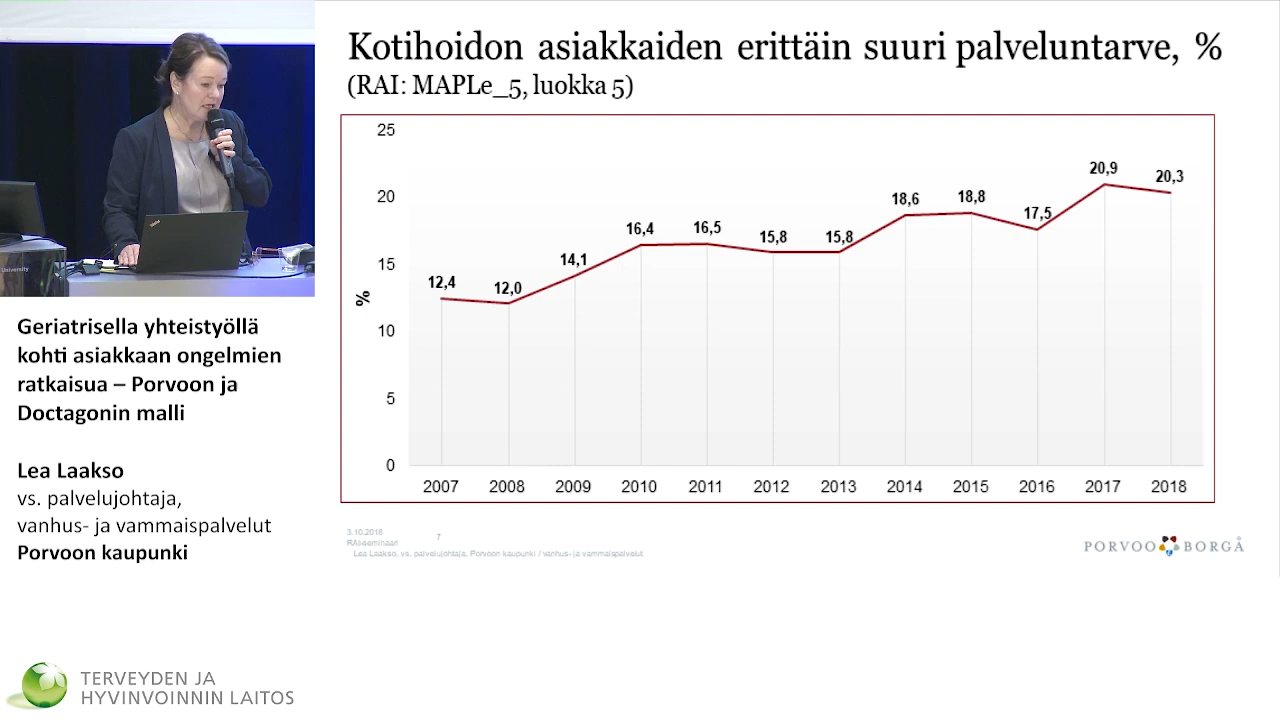 Kotihoidon asiakkaiden erittäin suuri palveluntarve, %
(RAI: MAPLe_5, luokka 5)
25
20
15
10
5
0
%
12,4
12,0
14,1
16,4
16,5
15,8
15,8
18,6
18,8
17,5
20,9
20,3
2007 2008 2009 2010 2011 2012 2013 2014 2015 2016 2017 2018
3.10.2018
RAI-seminaari
7
Lea Laakso, vs. palvelujohtaja, Porvoon kaupunki / vanhus- ja vammaispalvelut
PORVOO BORGÅ
University
Geriatrisella yhteistyöllä
kohti asiakkaan ongelmien
ratkaisua – Porvoon ja
Doctagonin malli
Lea Laakso
vs. palvelujohtaja,
vanhus- ja vammaispalvelut
Porvoon kaupunki
TERVEYDEN JA
HYVINVOINNIN LAITOS